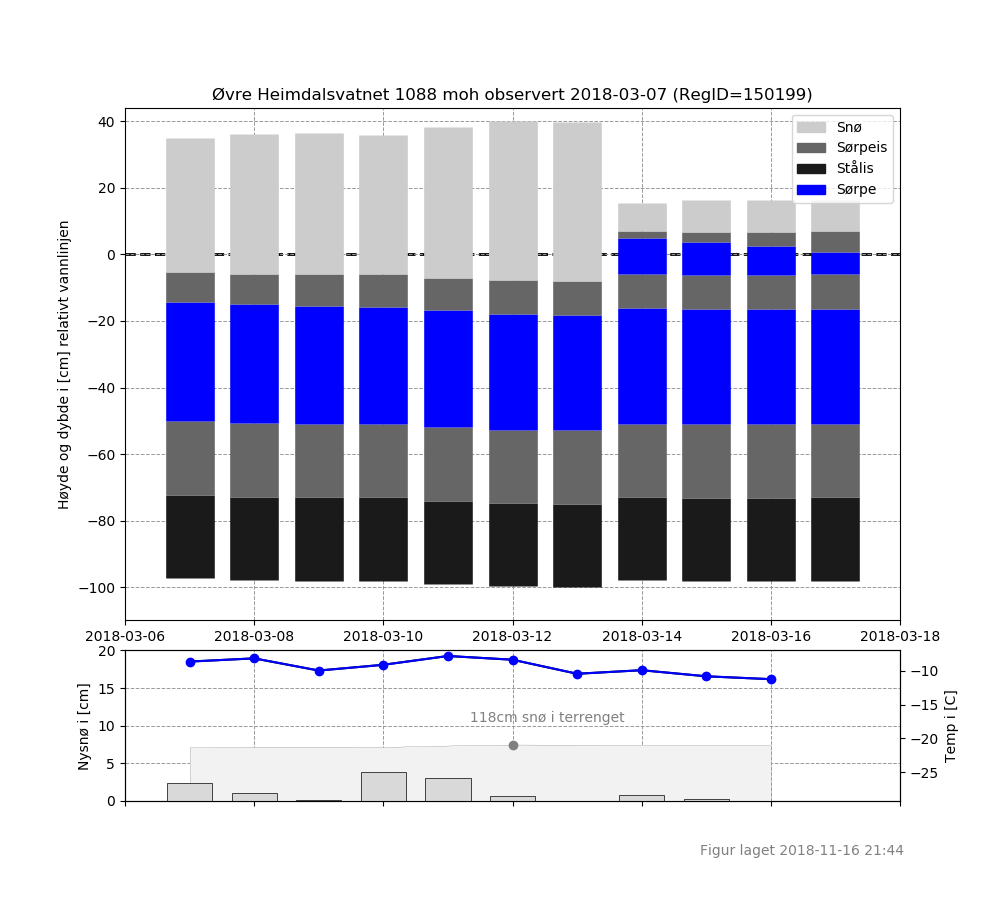 Øvre Heimdalsvatnet 1088 moh observert 2018-03-07 (RegID=150199)
Høyde og dybde i [cm] relativt vannlinjen
40
20
0
−20
−40
−60
−80
−100
Snø
Sørpeis
Stålis
Sørpe
2018-03-06 2018-03-08 2018-03-10 2018-03-12 2018-03-14 2018-03-16 2018-03-18
Nysnø i [cm]
20
15
10
5
0
118cm snø i terrenget
−10
−15
−20
−25
Temp i [C]
Figur laget 2018-11-16 21:44